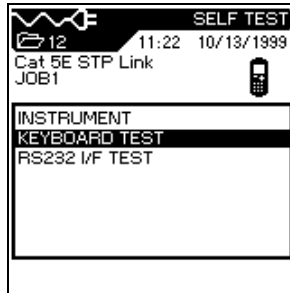 SELF TEST
12 11:22 10/13/1999
Cat 5E STP Link
JOB1
INSTRUMENT
KEYBOARD TEST
RS232 I/F TEST